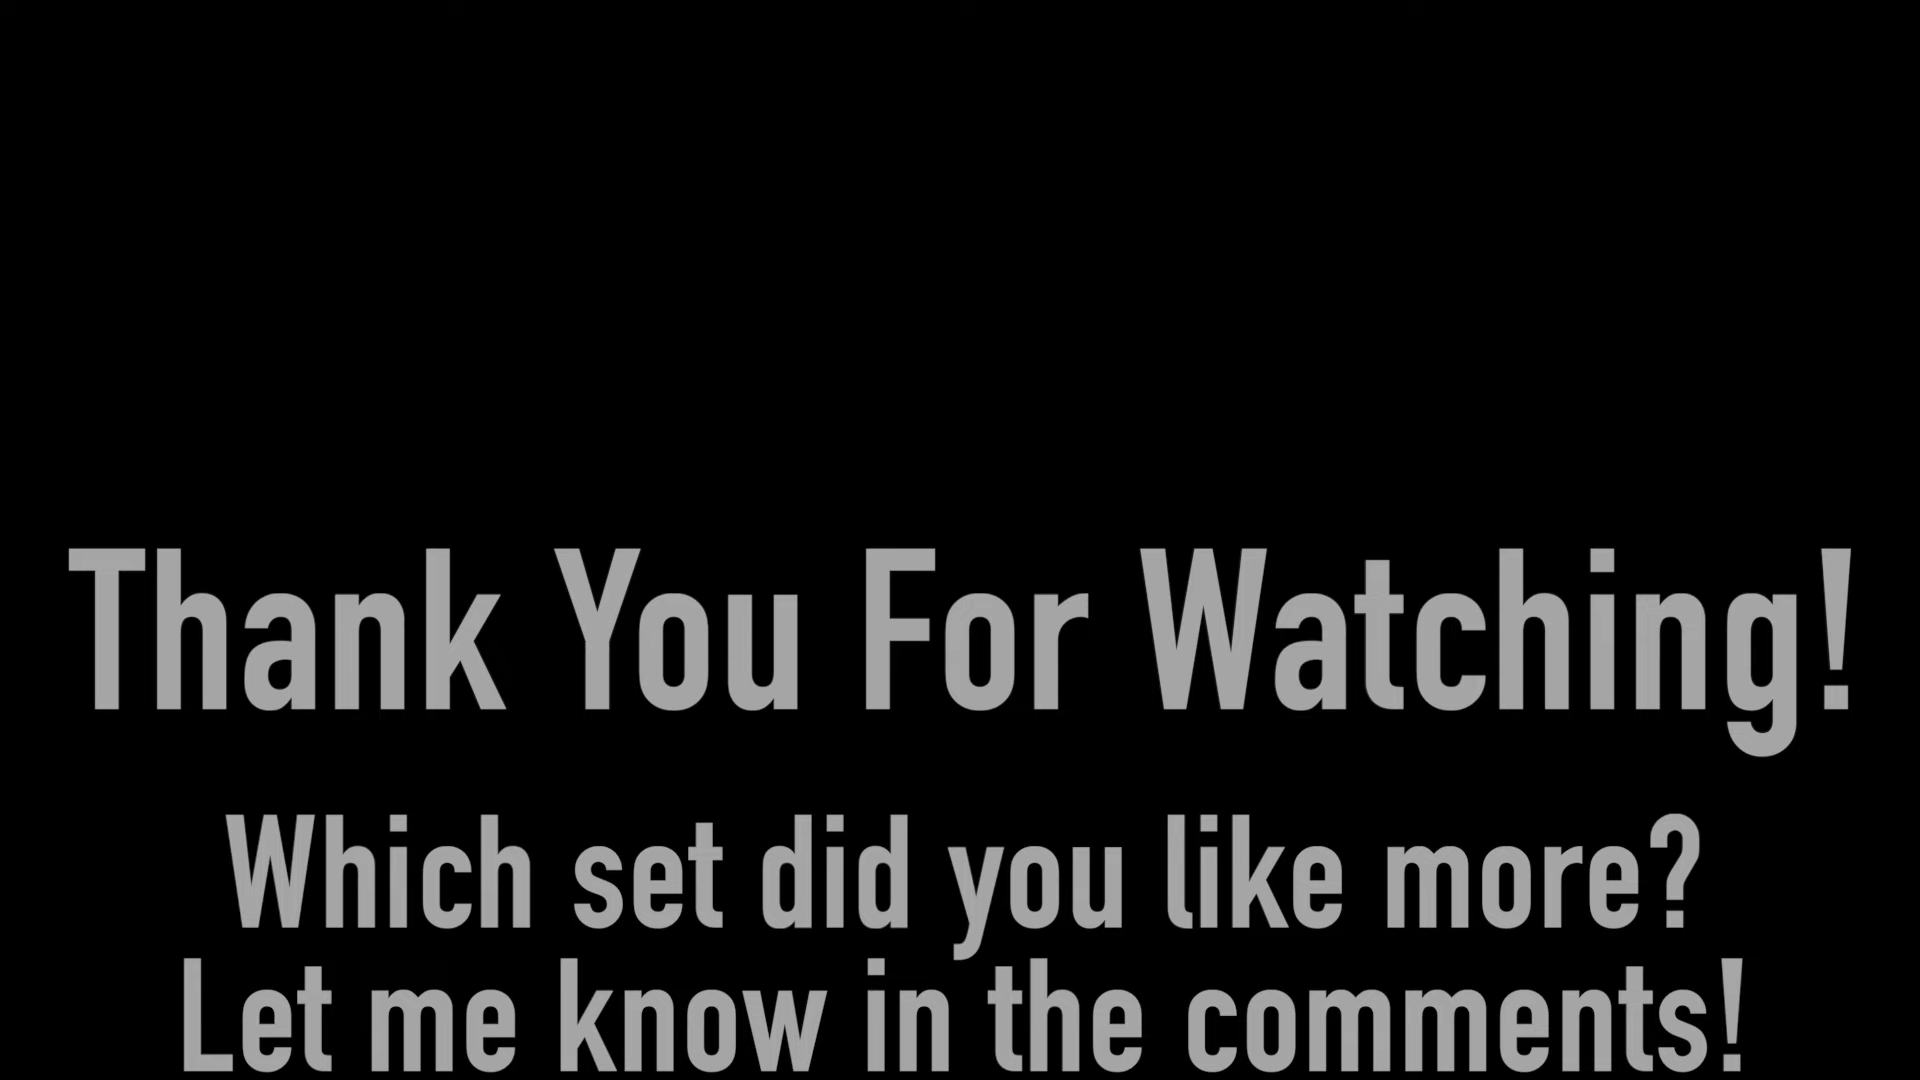 Thank You For Watching!
Which set did you like more?
Let me know in the comments!